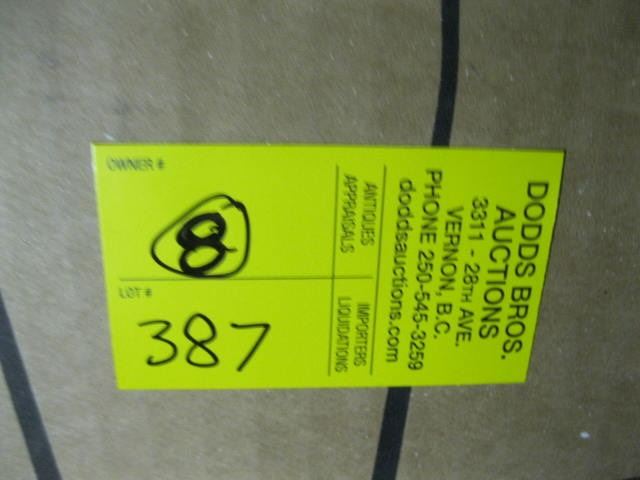 DODDS BROS.
AUCTIONS
3311 - 28TH AVE.
VERNON, B.C.
PHONE 250-545-3259
doddsauctions.com
ANTIQUES IMPORTERS
APPRAISALS LIQUIDATIONS
OWNER #
8
LOT #
387